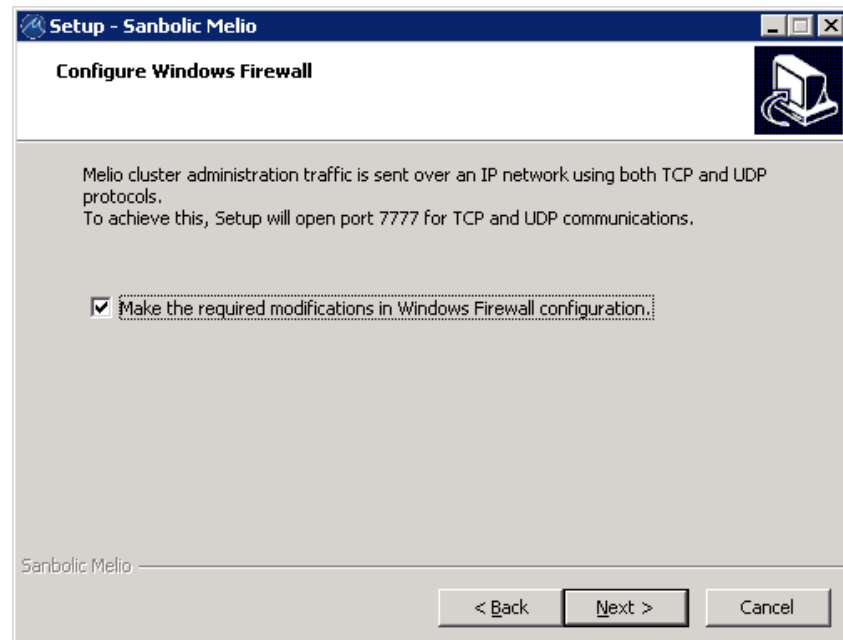 Setup - Sanbolic Melio
Configure Windows Firewall
Melio cluster administration traffic is sent over an IP network using both TCP and UDP
protocols.
To achieve this, Setup will open port 7777 for TCP and UDP communications.
Make the required modifications in Windows Firewall configuration.
Sanbolic Melio
< Back Next > Cancel